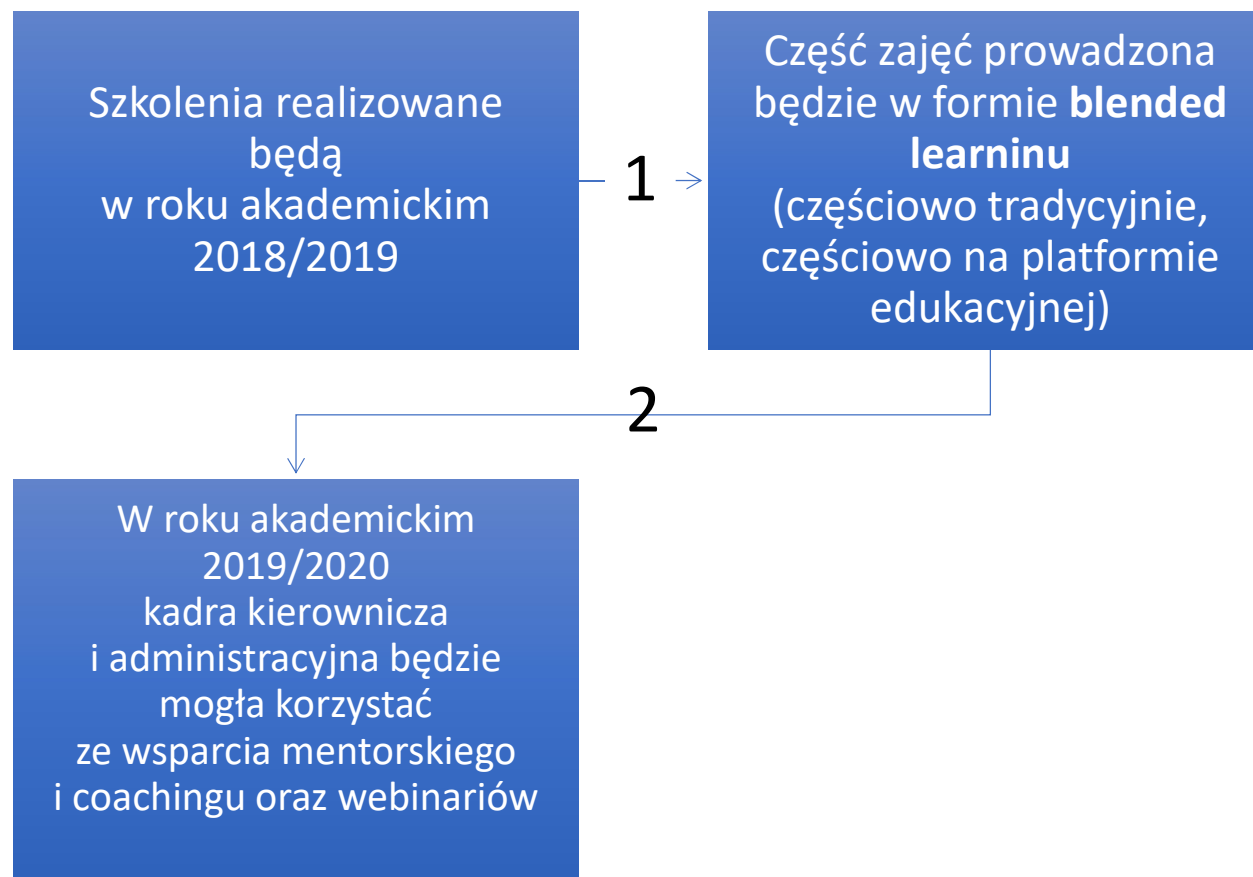 Szkolenia realizowane
będą
w roku akademickim
2018/2019
1
Część zajęć prowadzona
będzie w formie blended
learninu
(częściowo tradycyjnie,
częściowo na platformie
edukacyjnej)
2
W roku akademickim
2019/2020
kadra kierownicza
i administracyjna będzie
mogła korzystać
ze wsparcia mentorskiego
i coachingu oraz webinariów